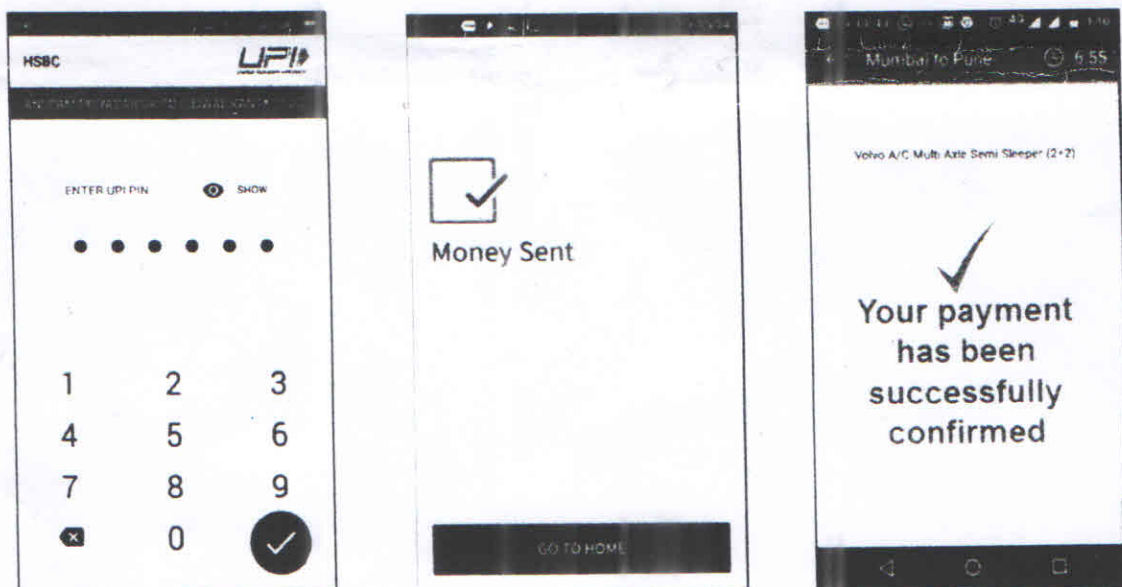 HSBC
UPI
ENTER UPI PIN
SHOW
1 2 3
4 5 6
7 8 9
0
Money Sent
GO TO HOME
Mumbai to Pune
6 55
Volvo A/C Multi Axle Semi Sleeper (2+2)
Your payment
has been
successfully
confirmed